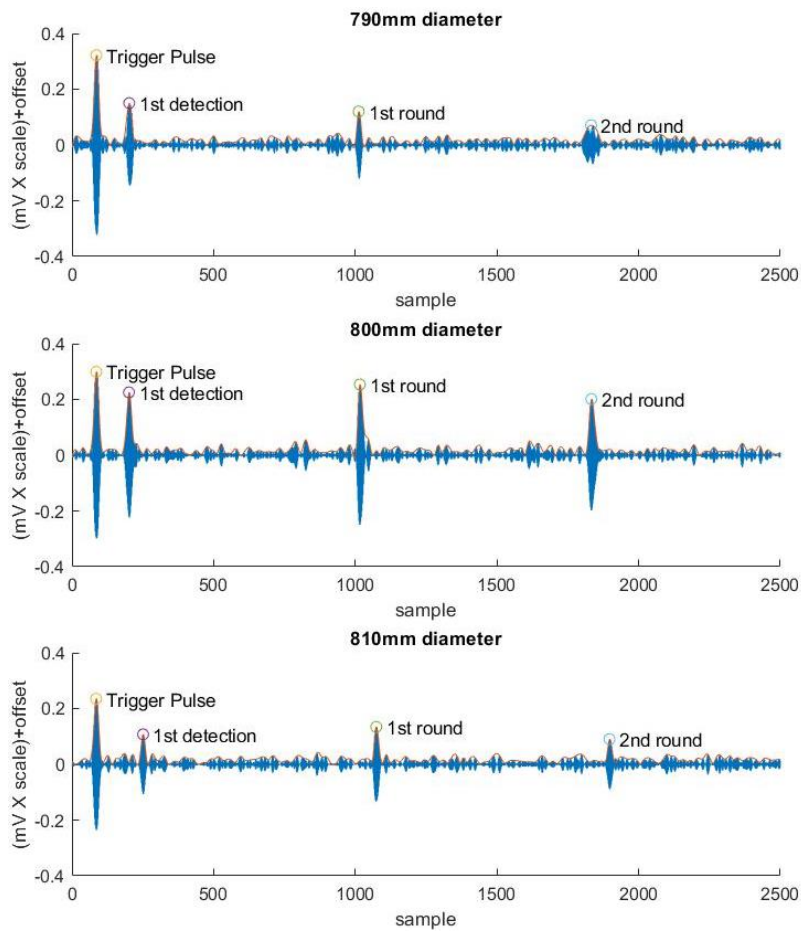 790mm diameter
0.4
Trigger Pulse
0.2
1st detection
1st round
2nd round
0
-0.2
-0.4
(mV X scale)+offset
0 500 1000 1500 2000 2500
sample
800mm diameter
0.4
Trigger Pulse
1st detection
1st round
0.2
2nd round
0
-0.2
-0.4
(mV X scale)+offset
0 500 1000 1500 2000 2500
sample
810mm diameter
0.4
Trigger Pulse
0.2
1st detection
1st round
2nd round
0
-0.2
-0.4
(mV X scale)+offset
0 500 1000 1500 2000 2500
sample